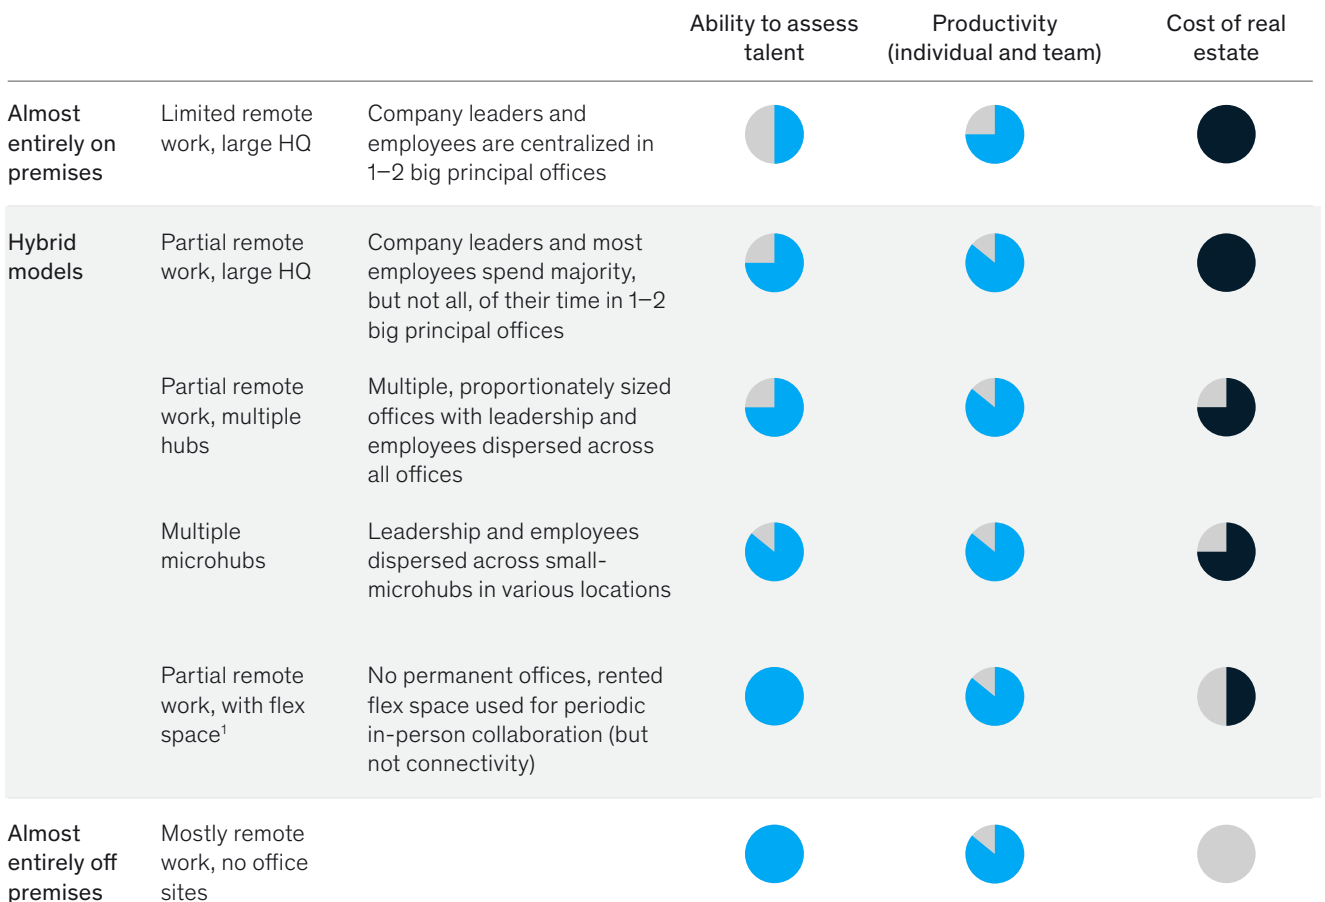 Ability to assess
talent
Productivity
(individual and team)
Cost of real
estate
Almost
entirely on
premises
Limited remote
work, large HQ
Company leaders and
employees are centralized in
1–2 big principal offices
Hybrid
models
Partial remote
work, large HQ
Company leaders and most
employees spend majority,
but not all, of their time in 1–2
big principal offices
Partial remote
work, multiple
hubs
Multiple, proportionately sized
offices with leadership and
employees dispersed across
all offices
Multiple
microhubs
Leadership and employees
dispersed across small-
microhubs in various locations
Partial remote
work, with flex
space¹
No permanent offices, rented
flex space used for periodic
in-person collaboration (but
not connectivity)
Almost
entirely off
premises
Mostly remote
work, no office
sites